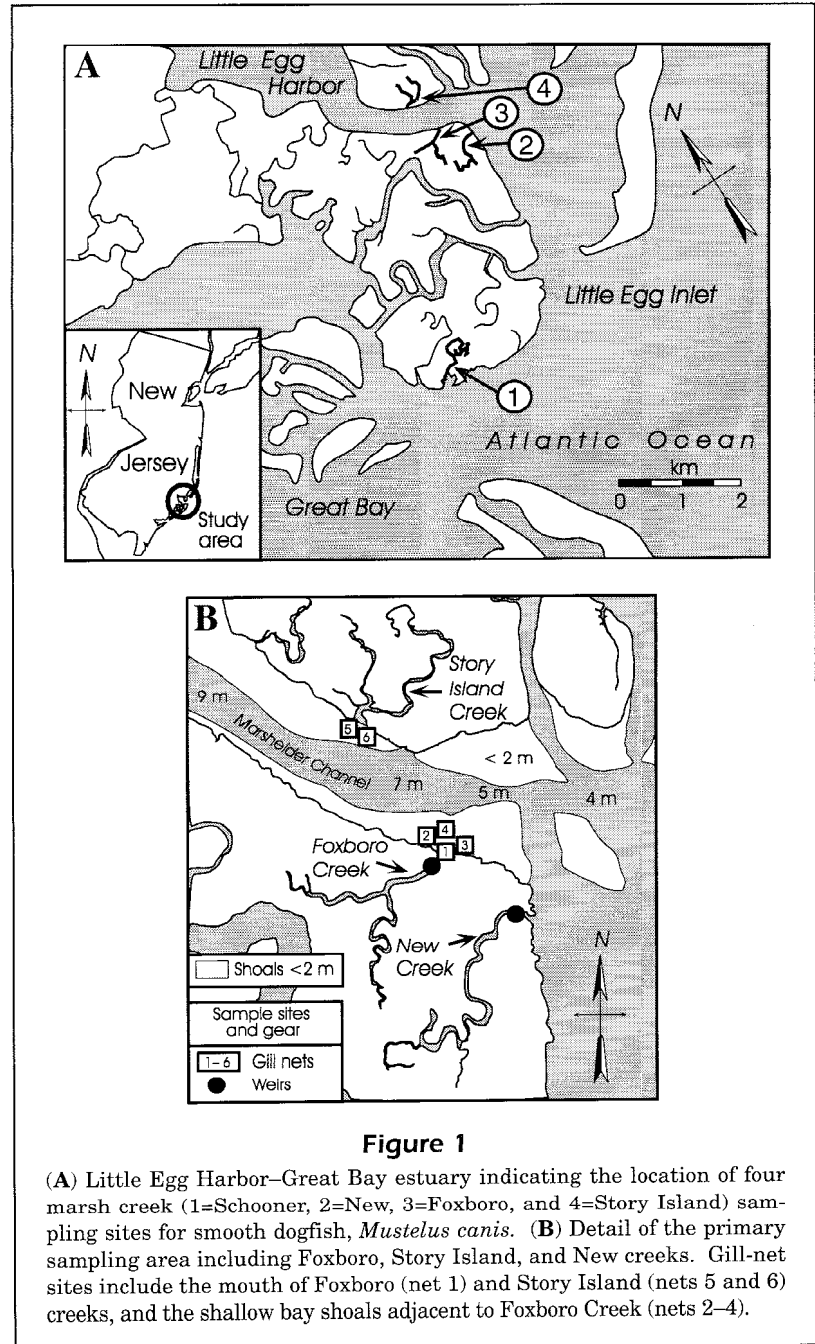 A
Little Egg
Harbor
4
3
2
N
Little Egg Inlet
1
Atlantic Ocean
km
0 1 2
Great Bay
N
New
Jersey
Study
area
B
Story
Island
Creek
9 m
5
6
Marshelder Channel
< 2 m
7 m
5 m
4 m
2
4
3
1
Foxboro
Creek
New
Creek
N
Shoals <2 m
Sample sites
and gear
1-6 Gill nets
Weirs
Figure 1
(A) Little Egg Harbor–Great Bay estuary indicating the location of four
marsh creek (1=Schooner, 2=New, 3=Foxboro, and 4=Story Island) sam-
pling sites for smooth dogfish, Mustelus canis. (B) Detail of the primary
sampling area including Foxboro, Story Island, and New creeks. Gill-net
sites include the mouth of Foxboro (net 1) and Story Island (nets 5 and 6)
creeks, and the shallow bay shoals adjacent to Foxboro Creek (nets 2–4).